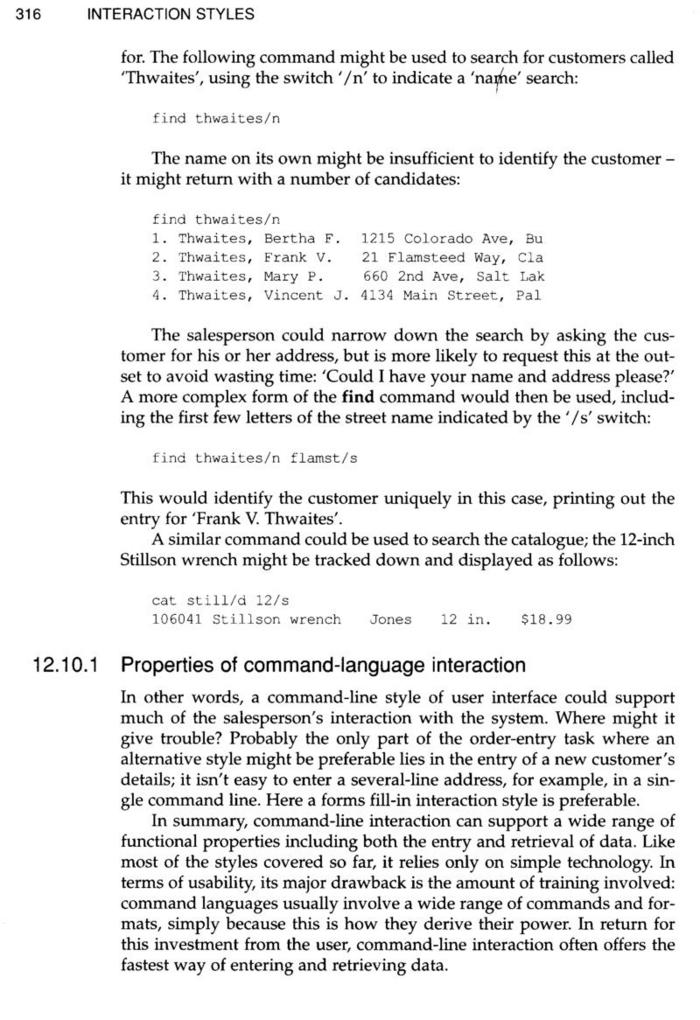 316 INTERACTION STYLES
for. The following command might be used to search for customers called
‘Thwaites’, using the switch ‘/n’ to indicate a ‘name’ search:
find thwaites/n
The name on its own might be insufficient to identify the customer –
it might return with a number of candidates:
find thwaites/n
1. Thwaites, Bertha F. 1215 Colorado Ave, Bu
2. Thwaites, Frank V. 21 Flamsteed Way, Cla
3. Thwaites, Mary P. 660 2nd Ave, Salt Lak
4. Thwaites, Vincent J. 4134 Main Street, Pal
The salesperson could narrow down the search by asking the cus-
tomer for his or her address, but is more likely to request this at the out-
set to avoid wasting time: ‘Could I have your name and address please?’
A more complex form of the find command would then be used, includ-
ing the first few letters of the street name indicated by the ‘/s’ switch:
find thwaites/n flamst/s
This would identify the customer uniquely in this case, printing out the
entry for ‘Frank V. Thwaites’.
A similar command could be used to search the catalogue; the 12-inch
Stillson wrench might be tracked down and displayed as follows:
cat still/d 12/s
106041 Stillson wrench Jones 12 in. $18.99
12.10.1 Properties of command-language interaction
In other words, a command-line style of user interface could support
much of the salesperson’s interaction with the system. Where might it
give trouble? Probably the only part of the order-entry task where an
alternative style might be preferable lies in the entry of a new customer’s
details; it isn’t easy to enter a several-line address, for example, in a sin-
gle command line. Here a forms fill-in interaction style is preferable.
In summary, command-line interaction can support a wide range of
functional properties including both the entry and retrieval of data. Like
most of the styles covered so far, it relies only on simple technology. In
terms of usability, its major drawback is the amount of training involved:
command languages usually involve a wide range of commands and for-
mats, simply because this is how they derive their power. In return for
this investment from the user, command-line interaction often offers the
fastest way of entering and retrieving data.